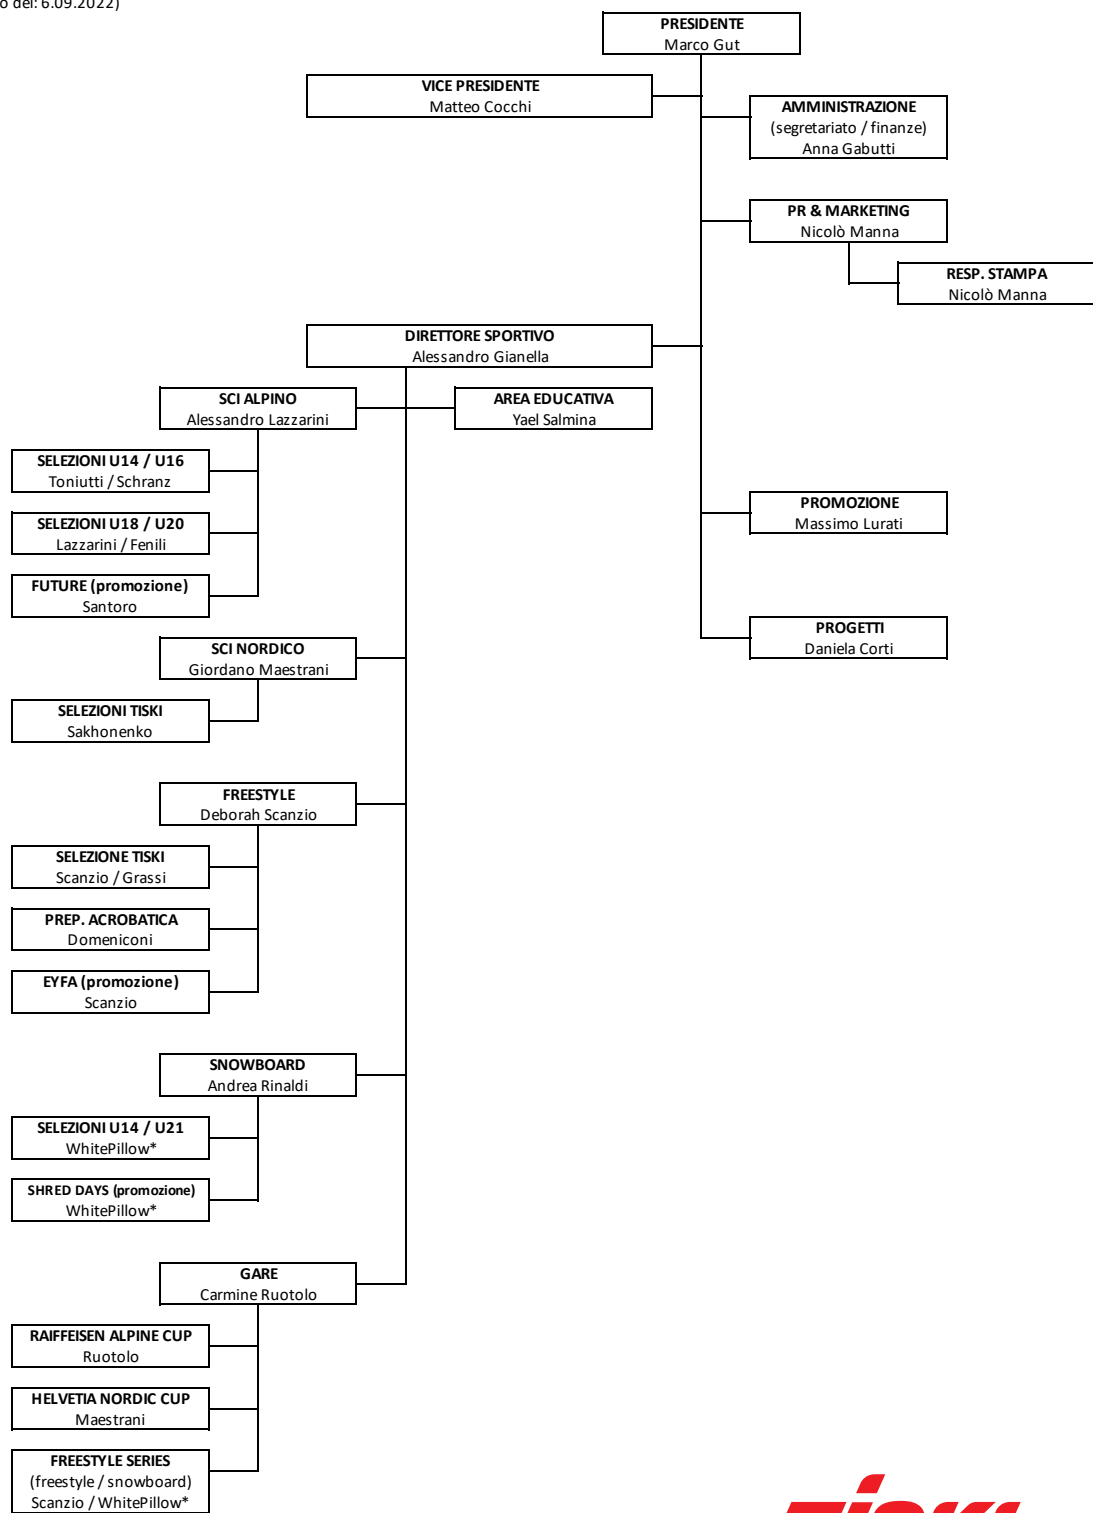 o del: 6.09.2022)
PRESIDENTE
Marco Gut
VICE PRESIDENTE
Matteo Cocchi
AMMINISTRAZIONE
(segretariato / finanze)
Anna Gabutti
PR & MARKETING
Nicolò Manna
RESP. STAMPA
Nicolò Manna
DIRETTORE SPORTIVO
Alessandro Gianella
SCI ALPINO
Alessandro Lazzarini
AREA EDUCATIVA
Yael Salmina
SELEZIONI U14 / U16
Toniutti / Schranz
SELEZIONI U18 / U20
Lazzarini / Fenili
FUTURE (promozione)
Santoro
PROMOZIONE
Massimo Lurati
PROGETTI
Daniela Corti
SCI NORDICO
Giordano Maestrani
SELEZIONI TISKI
Sakhonenko
FREESTYLE
Deborah Scanzio
SELEZIONE TISKI
Scanzio / Grassi
PREP. ACROBATICA
Domeniconi
EYFA (promozione)
Scanzio
SNOWBOARD
Andrea Rinaldi
SELEZIONI U14 / U21
WhitePillow*
SHRED DAYS (promozione)
WhitePillow*
GARE
Carmine Ruotolo
RAIFFEISEN ALPINE CUP
Ruotolo
HELVETIA NORDIC CUP
Maestrani
FREESTYLE SERIES
(freestyle / snowboard)
Scanzio / WhitePillow*